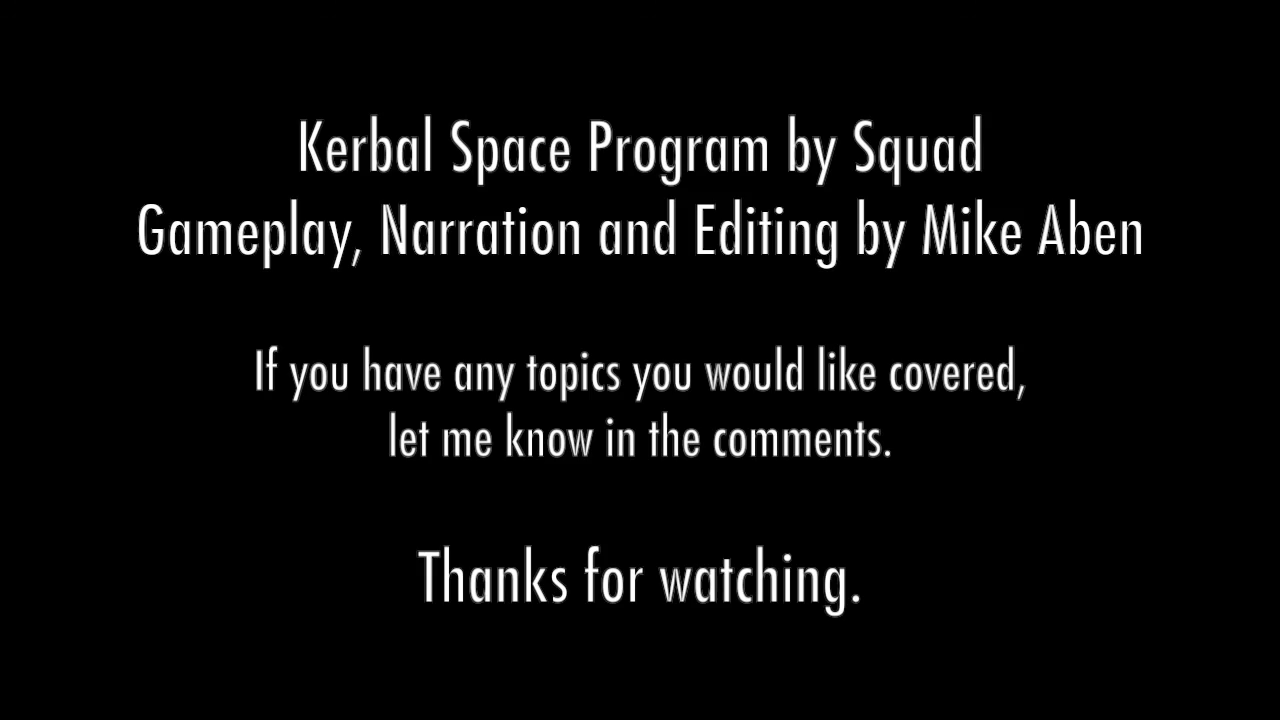 Kerbal Space Program by Squad
Gameplay, Narration and Editing by Mike Aben
If you have any topics you would like covered,
let me know in the comments.
Thanks for watching.